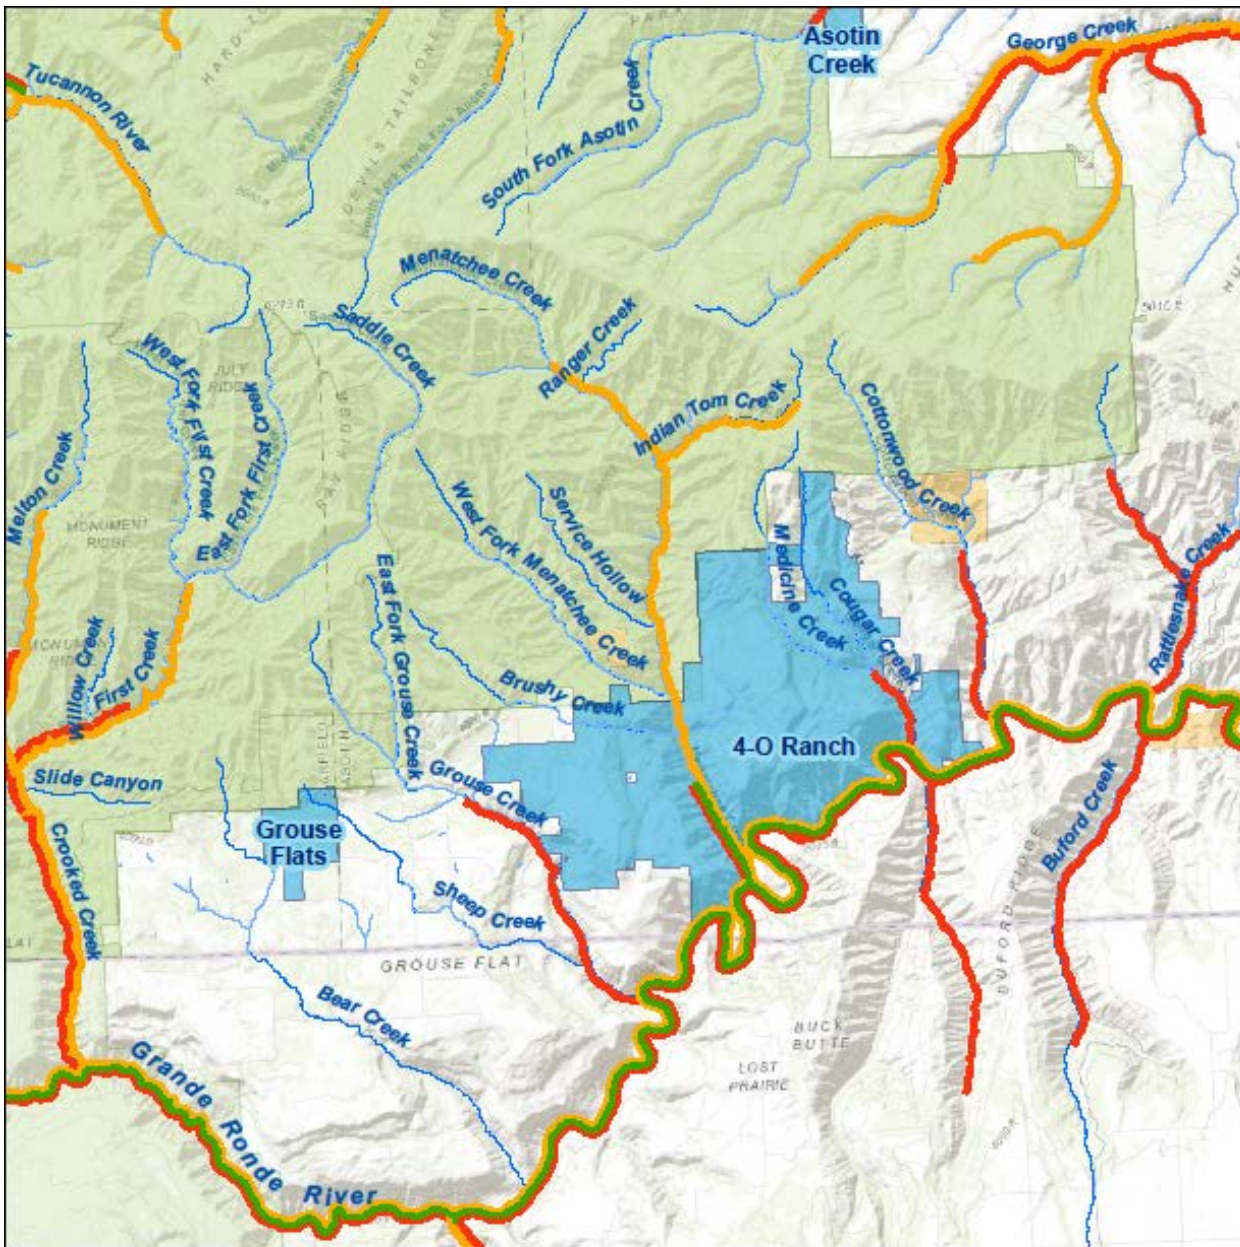 Asotin
Creek
George Creek
Tucannon River
South Fork Asotin Creek
DEVILS TAILBONE
Menatchee Creek
Saddle Creek
Ranger Creek
West Fork First Creek
East Fork First Creek
Indian Tom Creek
Cottonwood Creek
Melton Creek
MONUMENT
RIDGE
West Fork Menatchee Creek
Service Hollow
Medicine Creek
Cougar Creek
Rattlesnake Creek
East Fork Grouse Creek
Willow Creek
First Creek
Brushy Creek
4-O Ranch
Slide Canyon
Grouse Creek
Grouse
Flats
Buford Creek
Crooked Creek
Sheep Creek
GROUSE FLAT
BUFORD RIDGE
Bear Creek
BUCK
BUTTE
LOST
PRAIRIE
Grande Ronde River